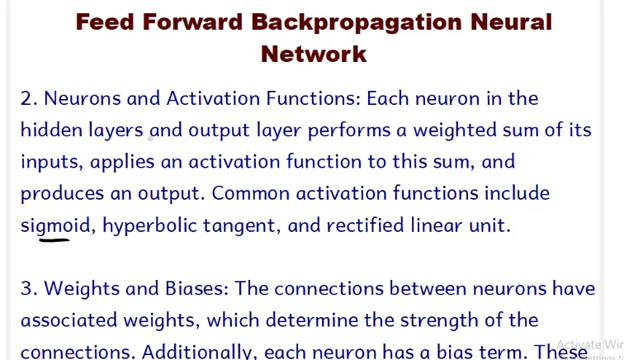 Feed Forward Backpropagation Neural
Network
2. Neurons and Activation Functions: Each neuron in the
hidden layers and output layer performs a weighted sum of its
inputs, applies an activation function to this sum, and
produces an output. Common activation functions include
sigmoid, hyperbolic tangent, and rectified linear unit.
3. Weights and Biases: The connections between neurons have
associated weights, which determine the strength of the
Activate Win
connections. Additionally, each neuron has a bias term. These